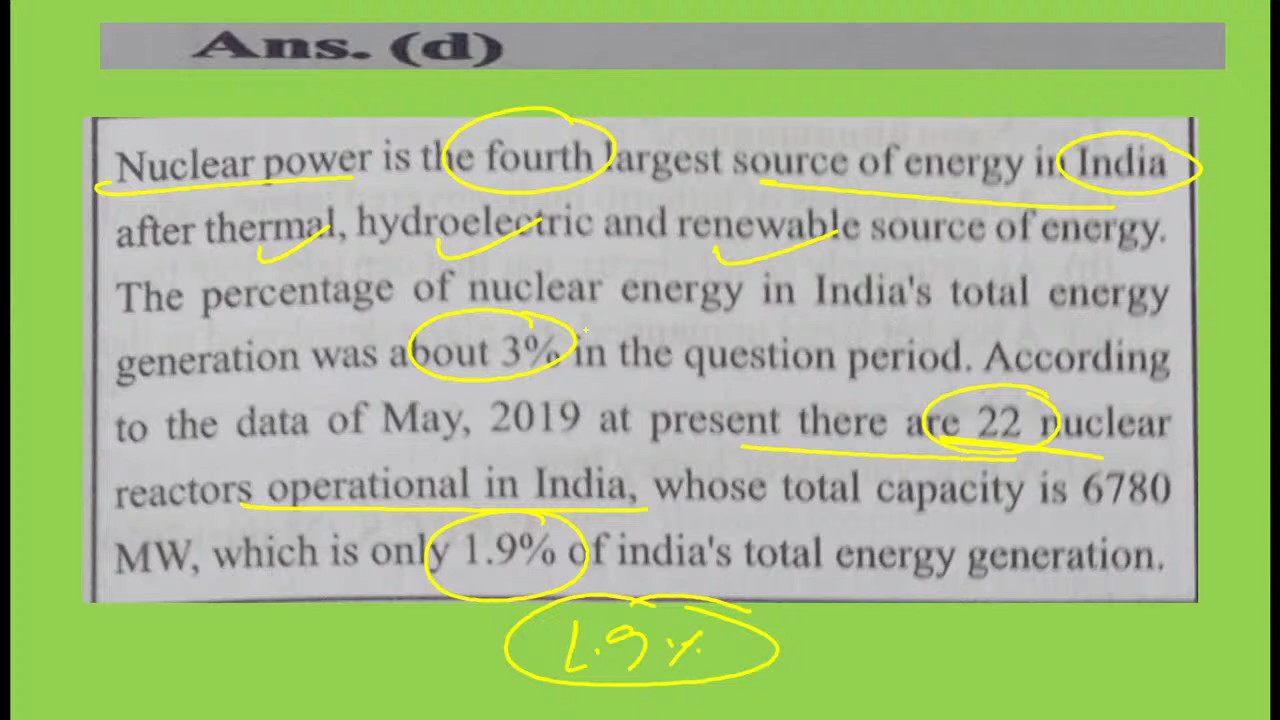 Ans. (d)
Nuclear power is the fourth largest source of energy in India
after thermal, hydroelectric and renewable source of energy.
The percentage of nuclear energy in India's total energy
generation was about 3% in the question period. According
to the data of May, 2019 at present there are 22 nuclear
reactors operational in India, whose total capacity is 6780
MW, which is only 1.9% of india's total energy generation.
1.9%